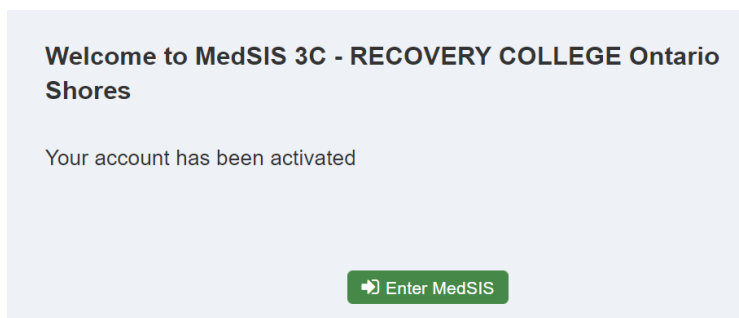 Welcome to MedSIS 3C - RECOVERY COLLEGE Ontario
Shores
Your account has been activated
Enter MedSIS